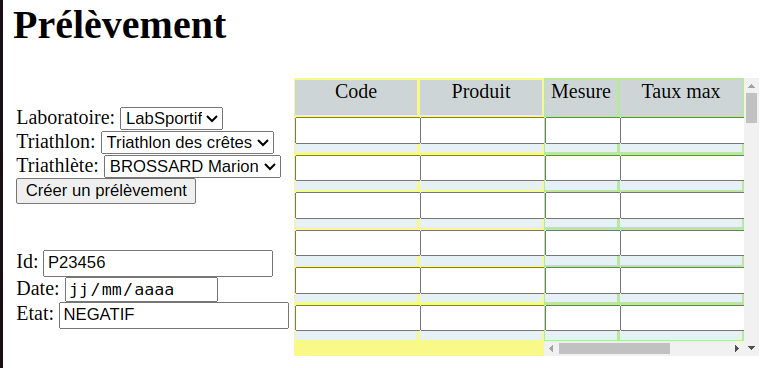 Prélèvement
Laboratoire: LabSportif
Triathlon: Triathlon des crêtes
Triathlète: BROSSARD Marion
Créer un prélèvement
Id: P23456
Date: jj/mm/aaaa
Etat: NEGATIF
Code Produit Mesure Taux max